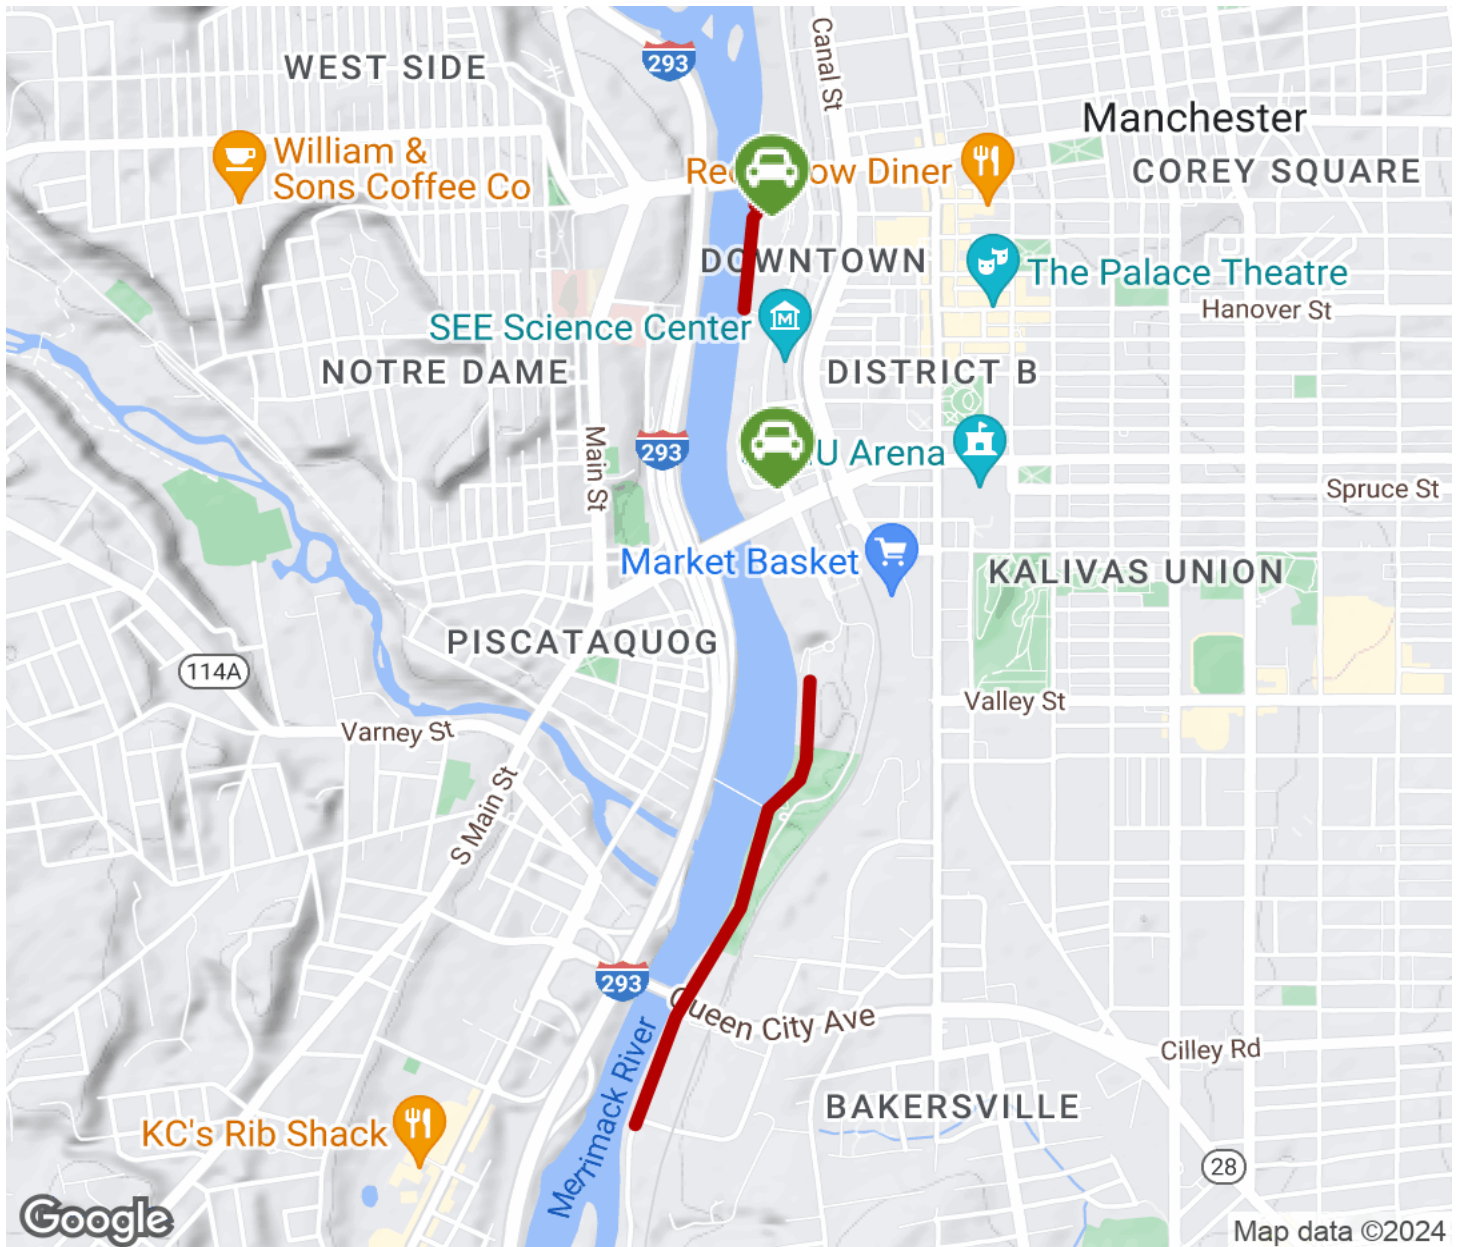 293
WEST SIDE
Canal St
Manchester
William &
Sons Coffee Co
Red
ow Diner
COREY SQUARE
DOWNTOWN
The Palace Theatre
Hanover St
SEE Science Center
M
NOTRE DAME
DISTRICT B
293
Main St
U Arena
Spruce St
Market Basket
KALIVAS UNION
PISCATAQUOG
114A
Valley St
Varney St
S Main St
293
Queen City Ave
Cilley Rd
Merrimack River
BAKERSVILLE
KC's Rib Shack
28
Google
Map data ©2024